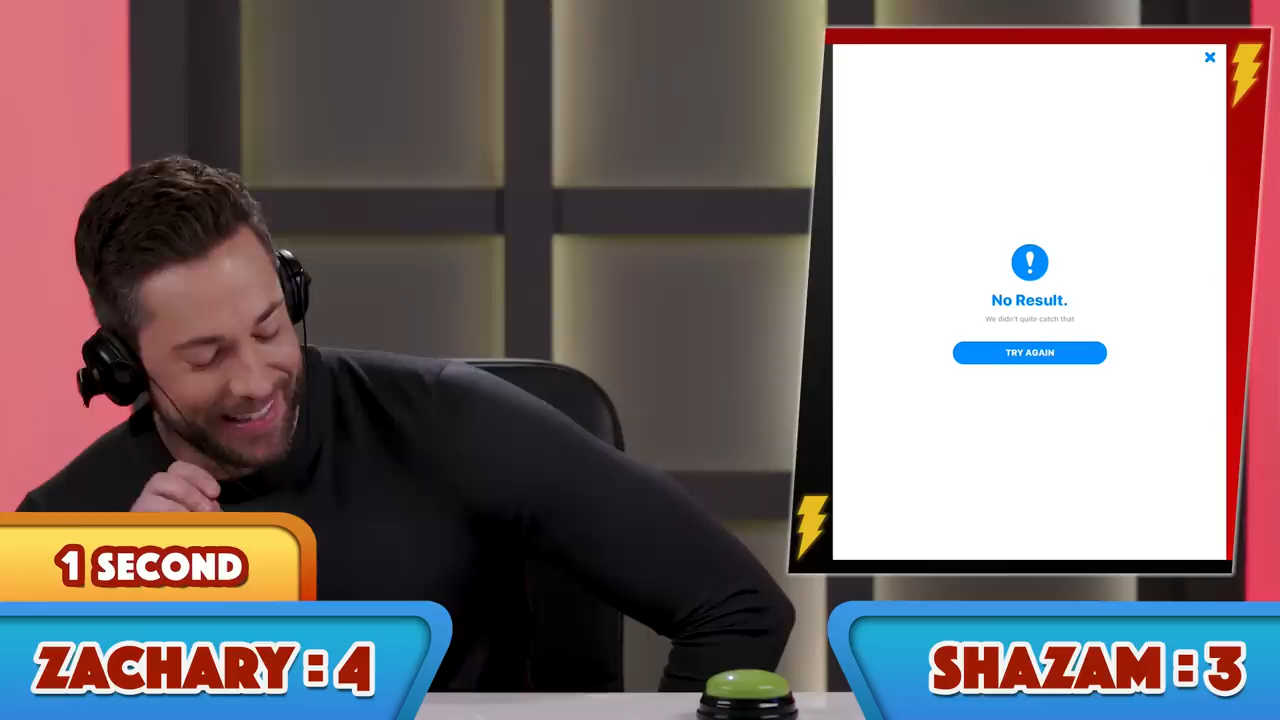 No Result.
We didn't quite catch that
TRY AGAIN
1 SECOND
ZACHARY : 4
SHAZAM : 3